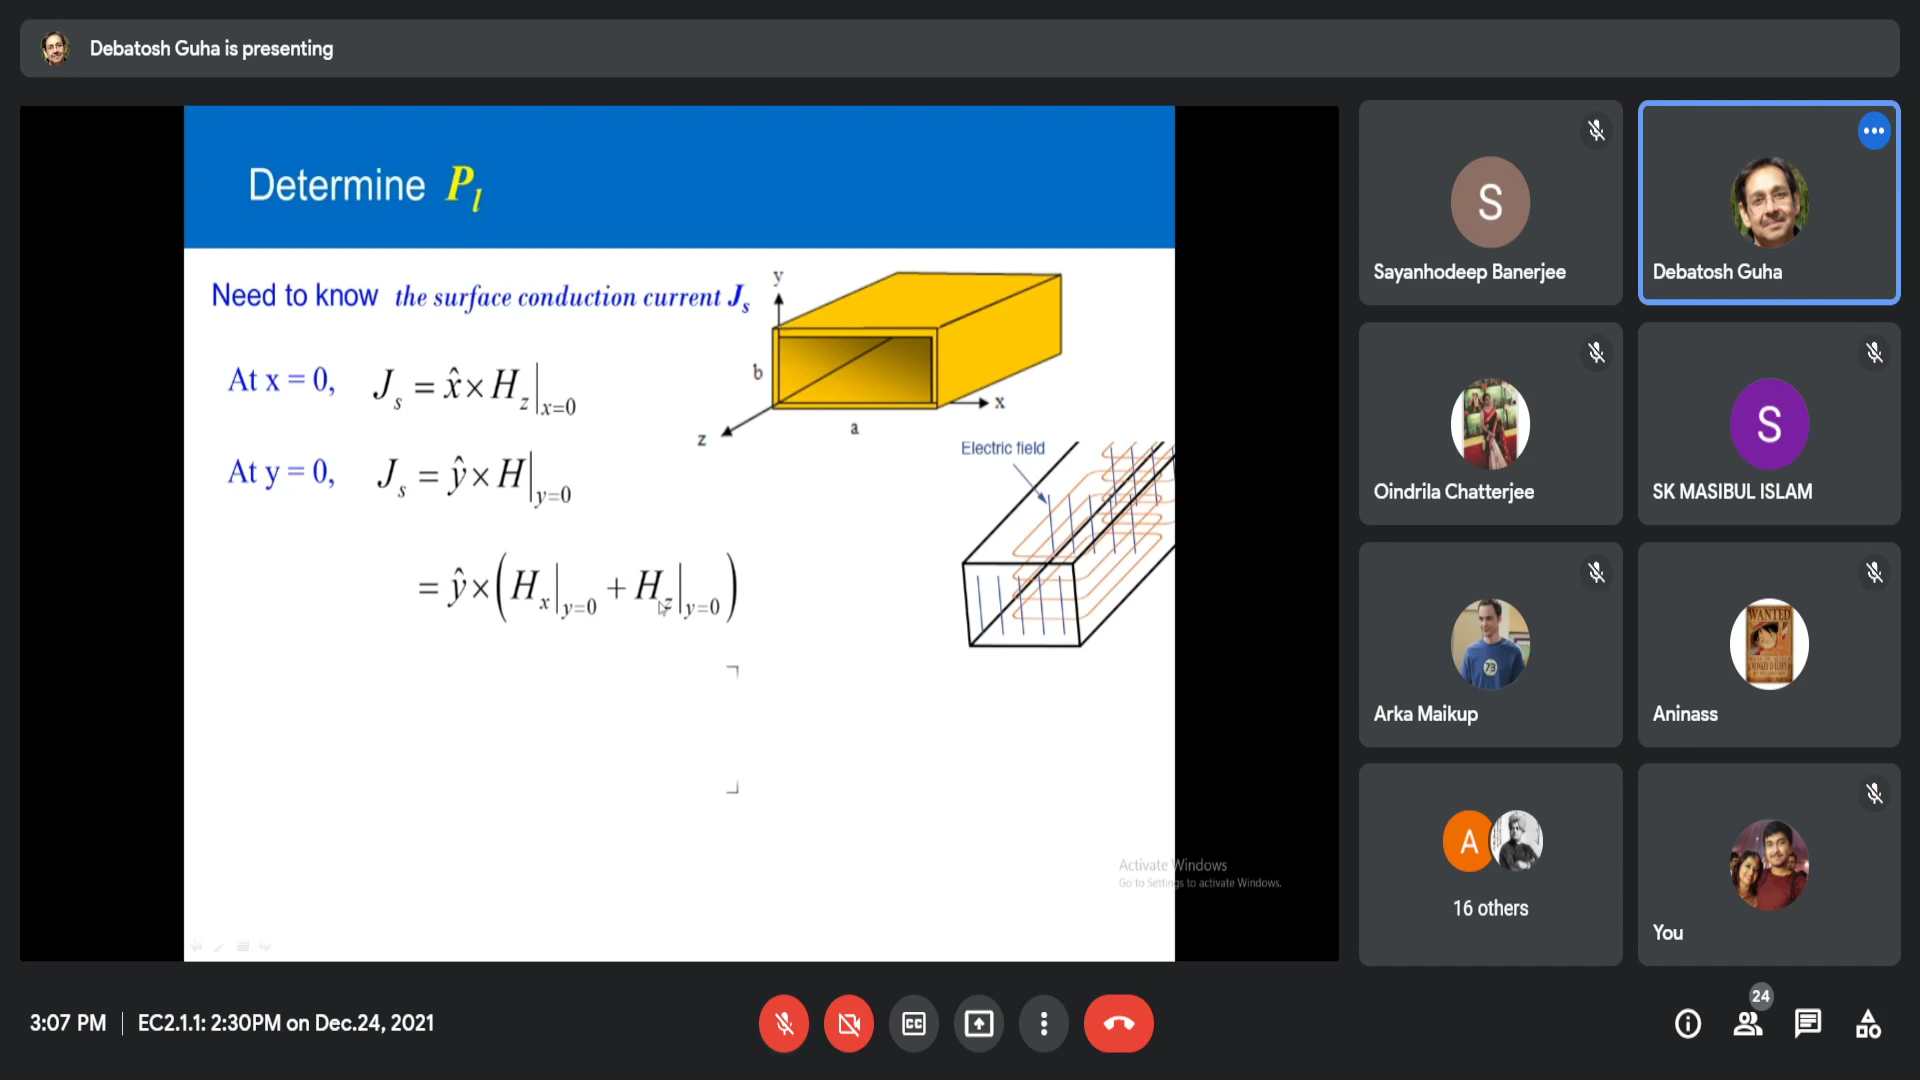 Debatosh Guha is presenting
Determine P_l
Need to know the surface conduction current J_s
At x = 0, J_s = x̂ × H_z|_{x=0}
At y = 0, J_s = ŷ × H|_{y=0}
= ŷ × (H_x|_{y=0} + H_z|_{y=0})
y
b
x
z
a
Electric field
Activate Windows
Go to Settings to activate Windows.
S
Sayanhodeep Banerjee
Debatosh Guha
Oindrila Chatterjee
S
SK MASIBUL ISLAM
73
Arka Maikup
WANTED
Aninass
A
16 others
You
3:07 PM | EC2.1.1: 2:30PM on Dec.24, 2021
CC
24